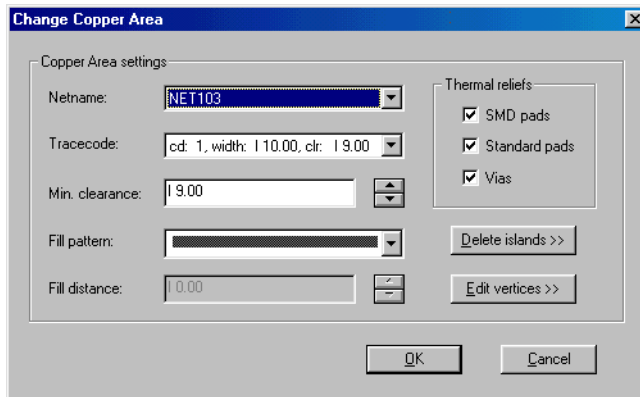 Change Copper Area
Copper Area settings
Netname:
NET103
Tracecode:
cd: 1, width: I 10.00, clr: I 9.00
Min. clearance:
I 9.00
Fill pattern:
Fill distance:
I 0.00
Thermal reliefs
SMD pads
Standard pads
Vias
Delete islands >>
Edit vertices >>
OK
Cancel